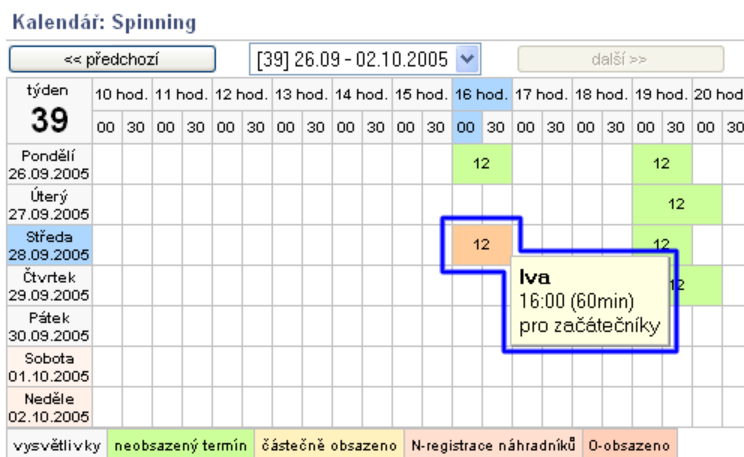 Kalendář: Spinning
<< předchozí [39] 26.09 - 02.10.2005 další >>
týden 10 hod. 11 hod. 12 hod. 13 hod. 14 hod. 15 hod. 16 hod. 17 hod. 18 hod. 19 hod. 20 hod
39 00 30 00 30 00 30 00 30 00 30 00 30 00 30 00 30 00 30 00 30 00 30
Pondělí 12 12
26.09.2005
Úterý 12
27.09.2005
Středa 12 12
28.09.2005
Čtvrtek 12
29.09.2005
Iva
16:00 (60min)
pro začátečníky
Pátek
30.09.2005
Sobota
01.10.2005
Neděle
02.10.2005
vysvětlivky neobsazený termín částečně obsazeno N-registrace náhradníků 0-obsazeno